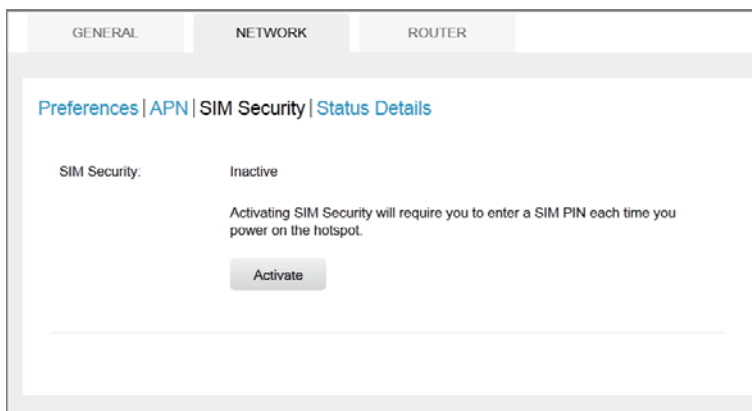 GENERAL NETWORK ROUTER
Preferences | APN | SIM Security | Status Details
SIM Security: Inactive
Activating SIM Security will require you to enter a SIM PIN each time you
power on the hotspot.
Activate